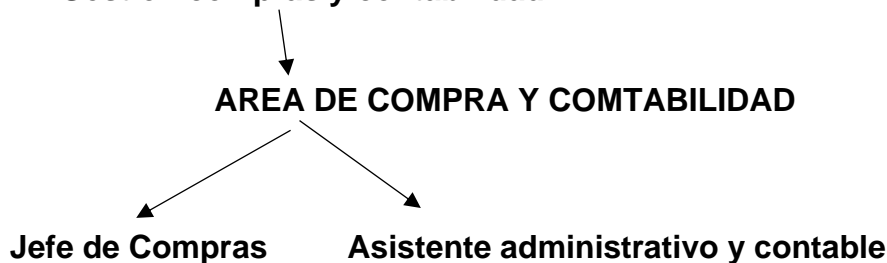 AREA DE COMPRA Y COMTABILIDAD
Jefe de Compras Asistente administrativo y contable